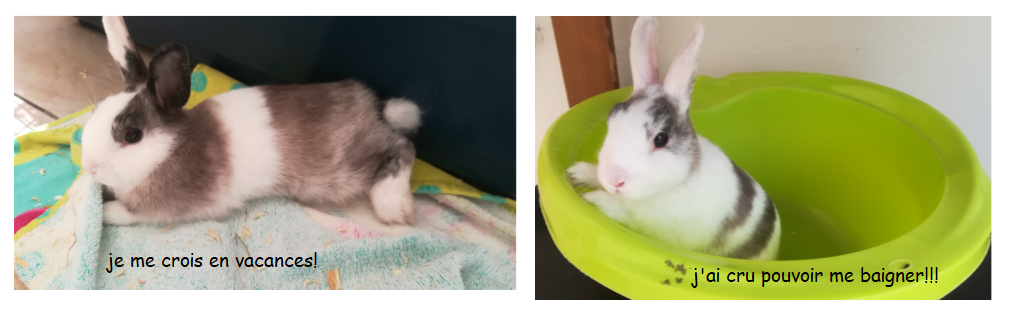 je me crois en vacances!
j'ai cru pouvoir me baigner!!!